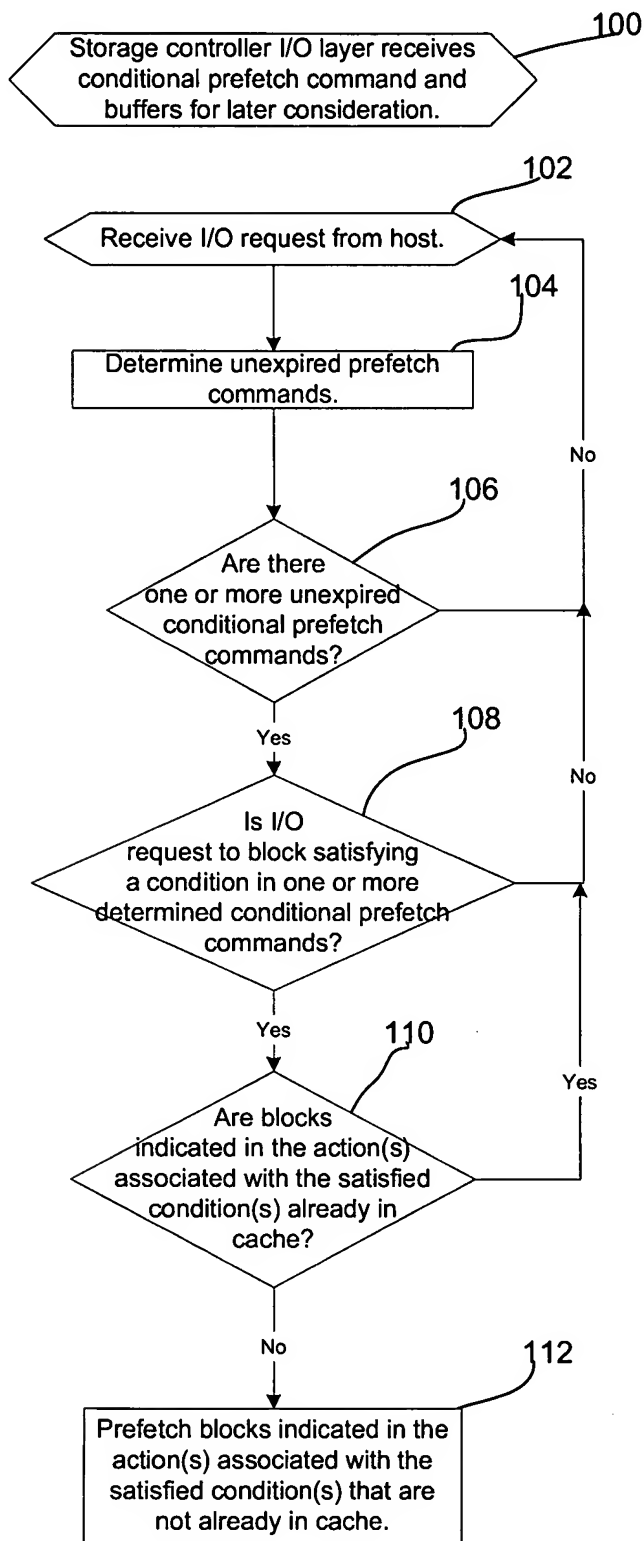 100
Storage controller I/O layer receives
conditional prefetch command and
buffers for later consideration.
102
Receive I/O request from host.
104
Determine unexpired prefetch
commands.
No
106
Are there
one or more unexpired
conditional prefetch
commands?
Yes
108
No
Is I/O
request to block satisfying
a condition in one or more
determined conditional prefetch
commands?
Yes
110
Yes
Are blocks
indicated in the action(s)
associated with the satisfied
condition(s) already in
cache?
No
112
Prefetch blocks indicated in the
action(s) associated with the
satisfied condition(s) that are
not already in cache.